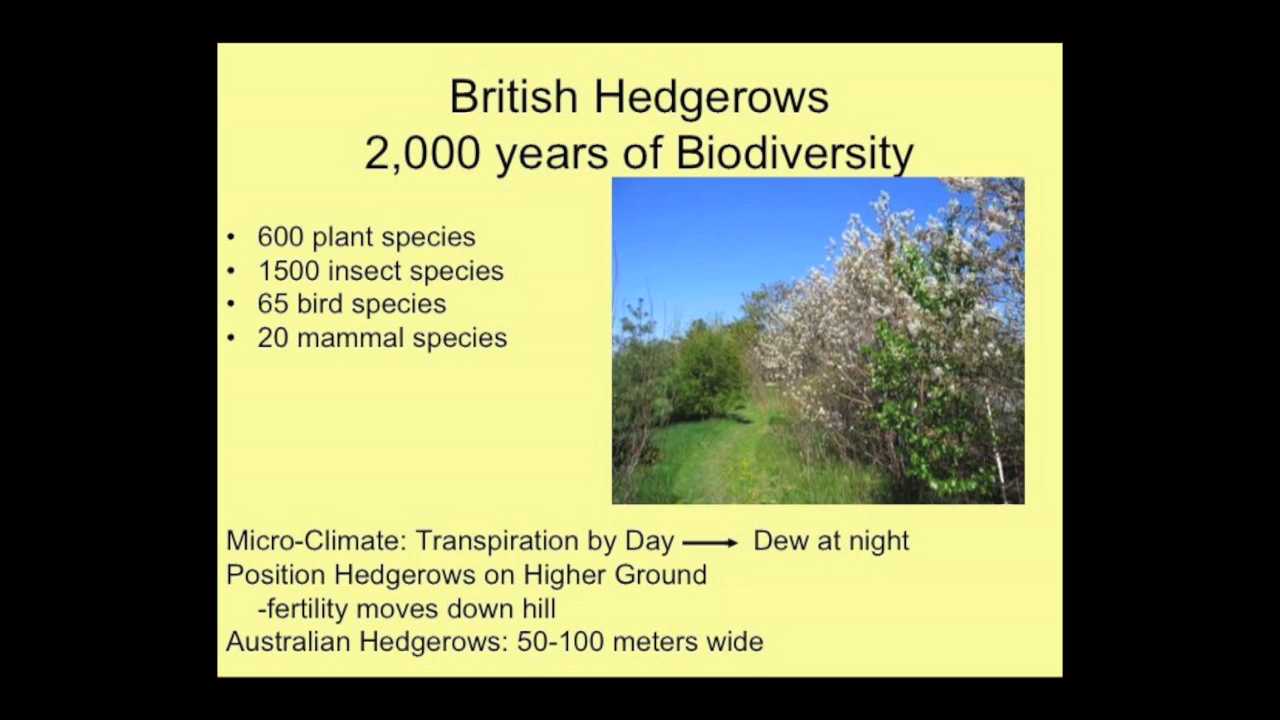 British Hedgerows
2,000 years of Biodiversity
• 600 plant species
• 1500 insect species
• 65 bird species
• 20 mammal species
Micro-Climate: Transpiration by Day ⟶ Dew at night
Position Hedgerows on Higher Ground
-fertility moves down hill
Australian Hedgerows: 50-100 meters wide